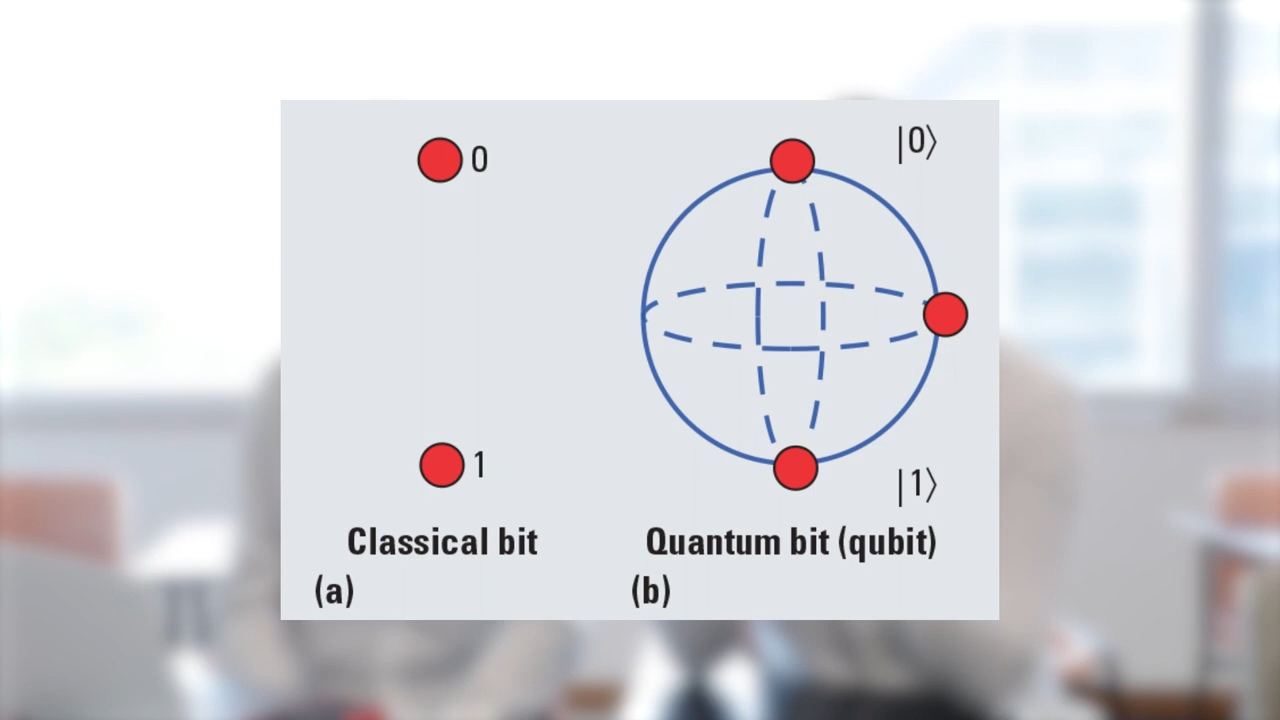 0
|0⟩
1
|1⟩
Classical bit
Quantum bit (qubit)
(a)
(b)